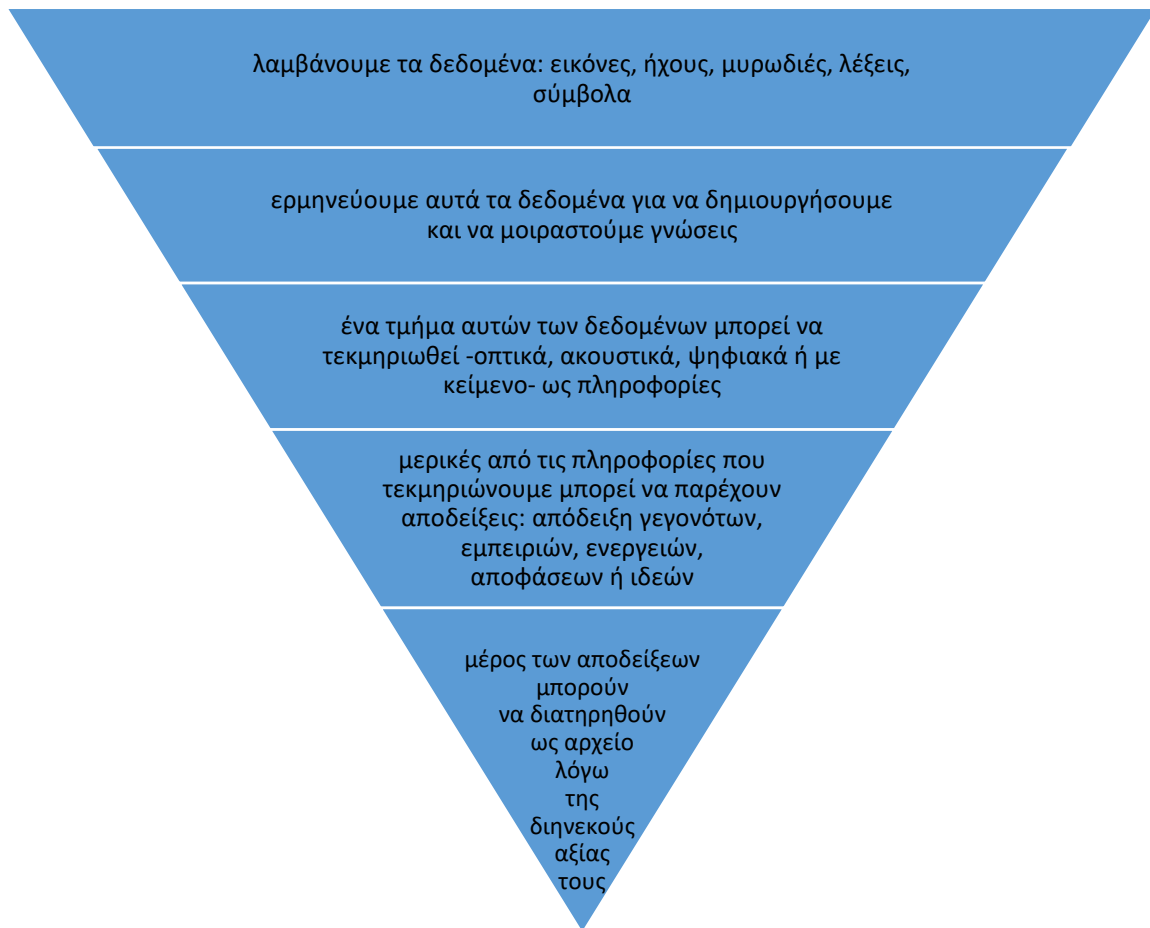 λαμβάνουμε τα δεδομένα: εικόνες, ήχους, μυρωδιές, λέξεις,
σύμβολα
ερμηνεύουμε αυτά τα δεδομένα για να δημιουργήσουμε
και να μοιραστούμε γνώσεις
ένα τμήμα αυτών των δεδομένων μπορεί να
τεκμηριωθεί -οπτικά, ακουστικά, ψηφιακά ή με
κείμενο- ως πληροφορίες
μερικές από τις πληροφορίες που
τεκμηριώνουμε μπορεί να παρέχουν
αποδείξεις: απόδειξη γεγονότων,
εμπειριών, ενεργειών,
αποφάσεων ή ιδεών
μέρος των αποδείξεων
μπορούν
να διατηρηθούν
ως αρχείο
λόγω
της
διηνεκούς
αξίας
τους